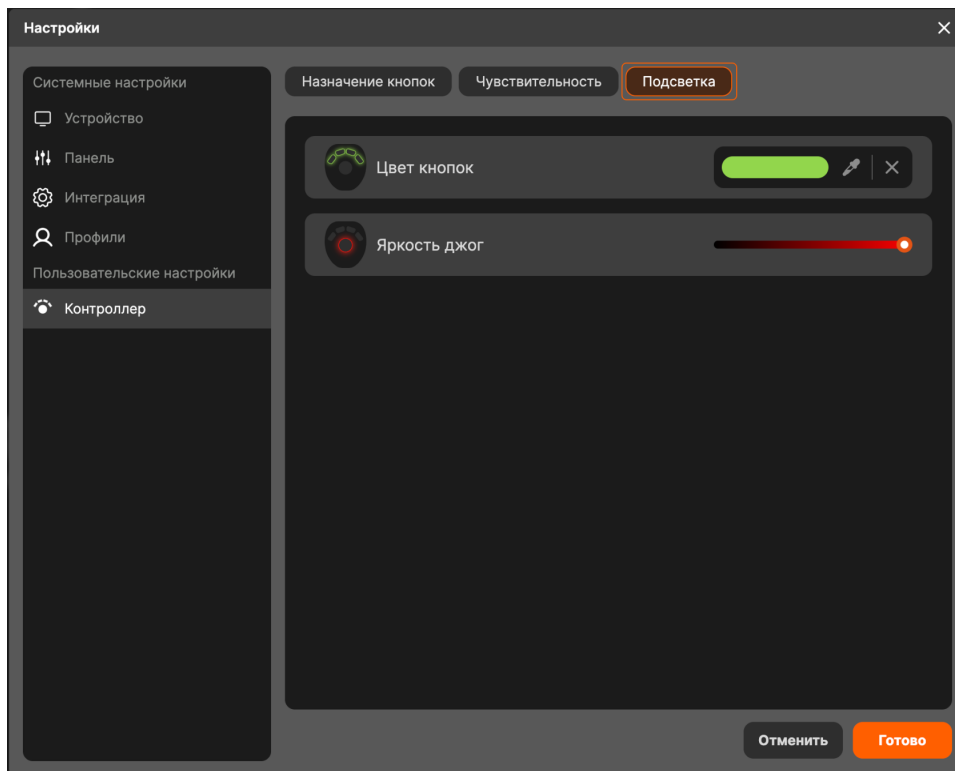 Настройки
Системные настройки
Устройство
Панель
Интеграция
Профили
Пользовательские настройки
Контроллер
Назначение кнопок Чувствительность Подсветка
Цвет кнопок
Яркость джог
Отменить Готово